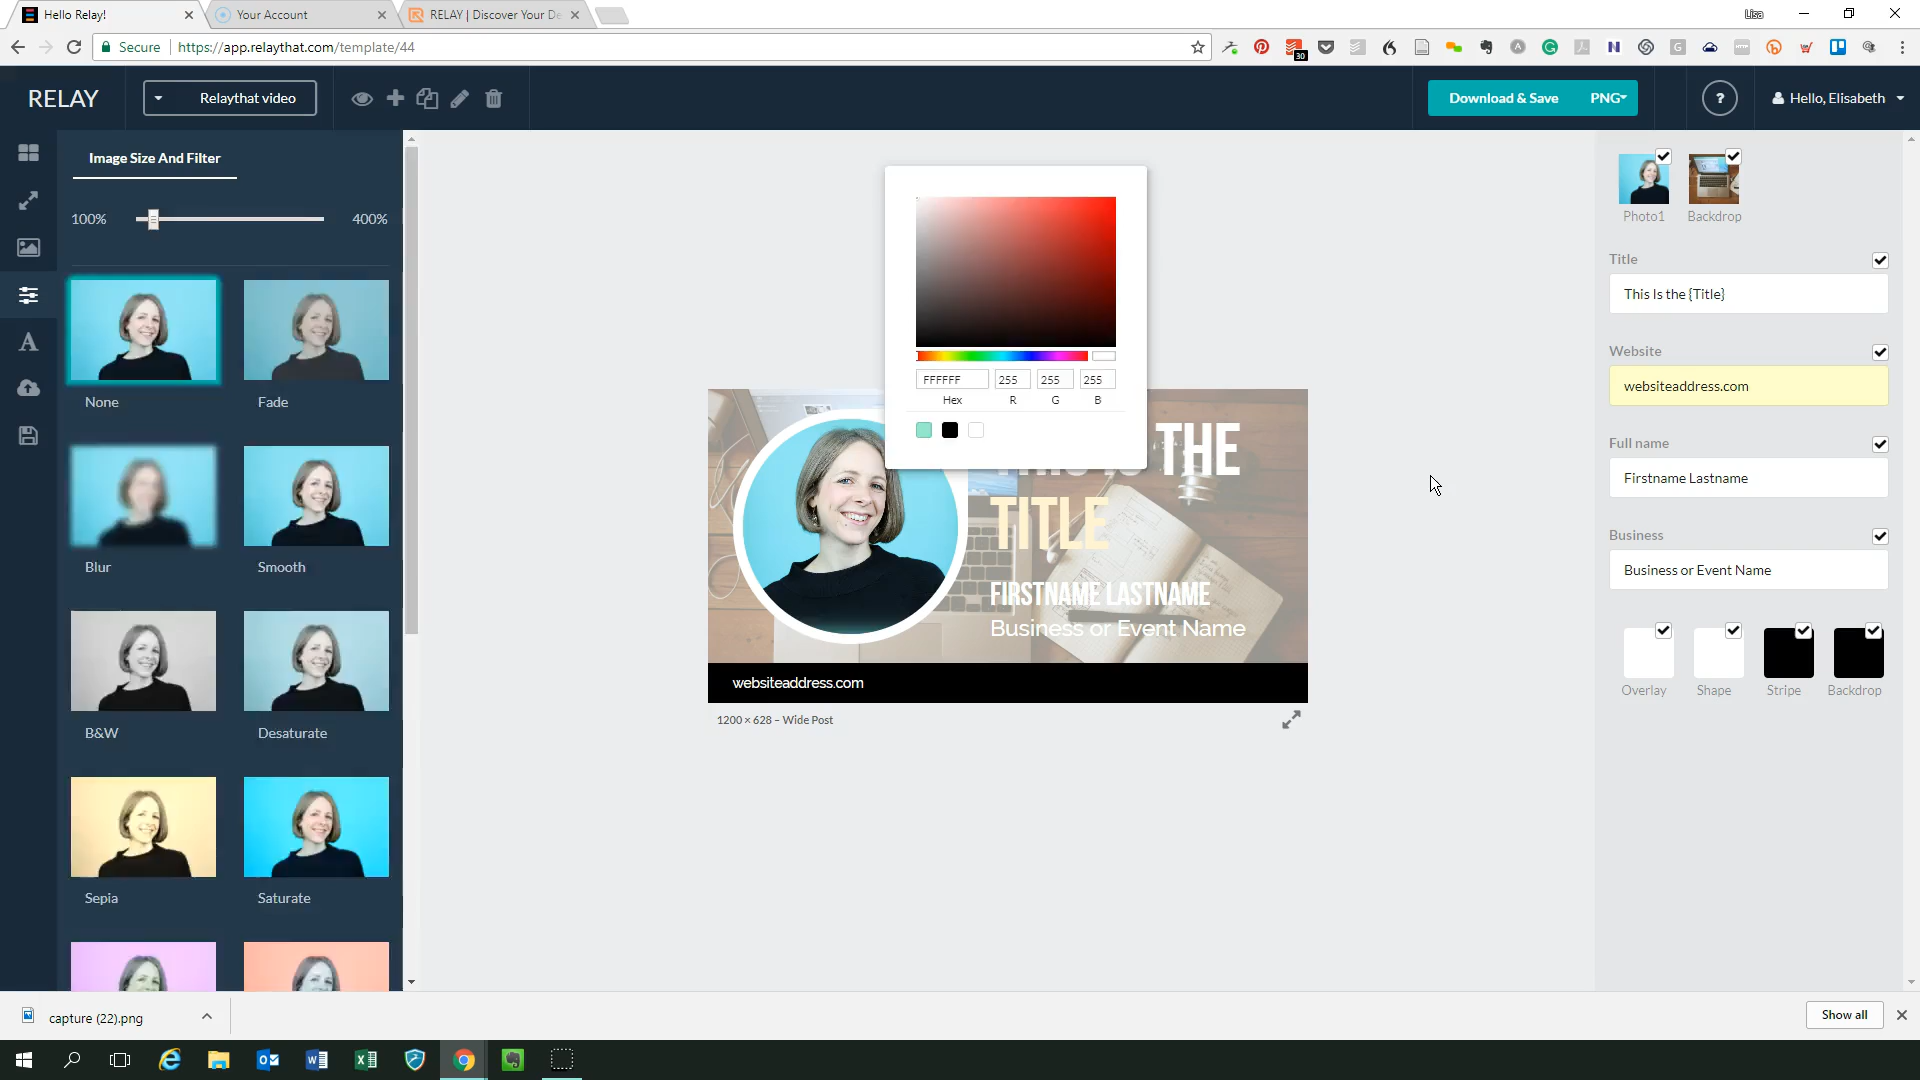 Hello Relay!
Your Account
RELAY | Discover Your De
Lisa
Secure
https://app.relaythat.com/template/44
30
RELAY
Relaythat video
Download & Save
PNG
?
Hello, Elisabeth
Image Size And Filter
100%
400%
None
Fade
Blur
Smooth
B&W
Desaturate
Sepia
Saturate
FFFFFF
255
255
255
Hex
R
G
B
THE
TITLE
FIRSTNAME LASTNAME
Business or Event Name
websiteaddress.com
1200 × 628 – Wide Post
Photo1
Backdrop
Title
This Is the {Title}
Website
websiteaddress.com
Full name
Firstname Lastname
Business
Business or Event Name
Overlay
Shape
Stripe
Backdrop
capture (22).png
Show all